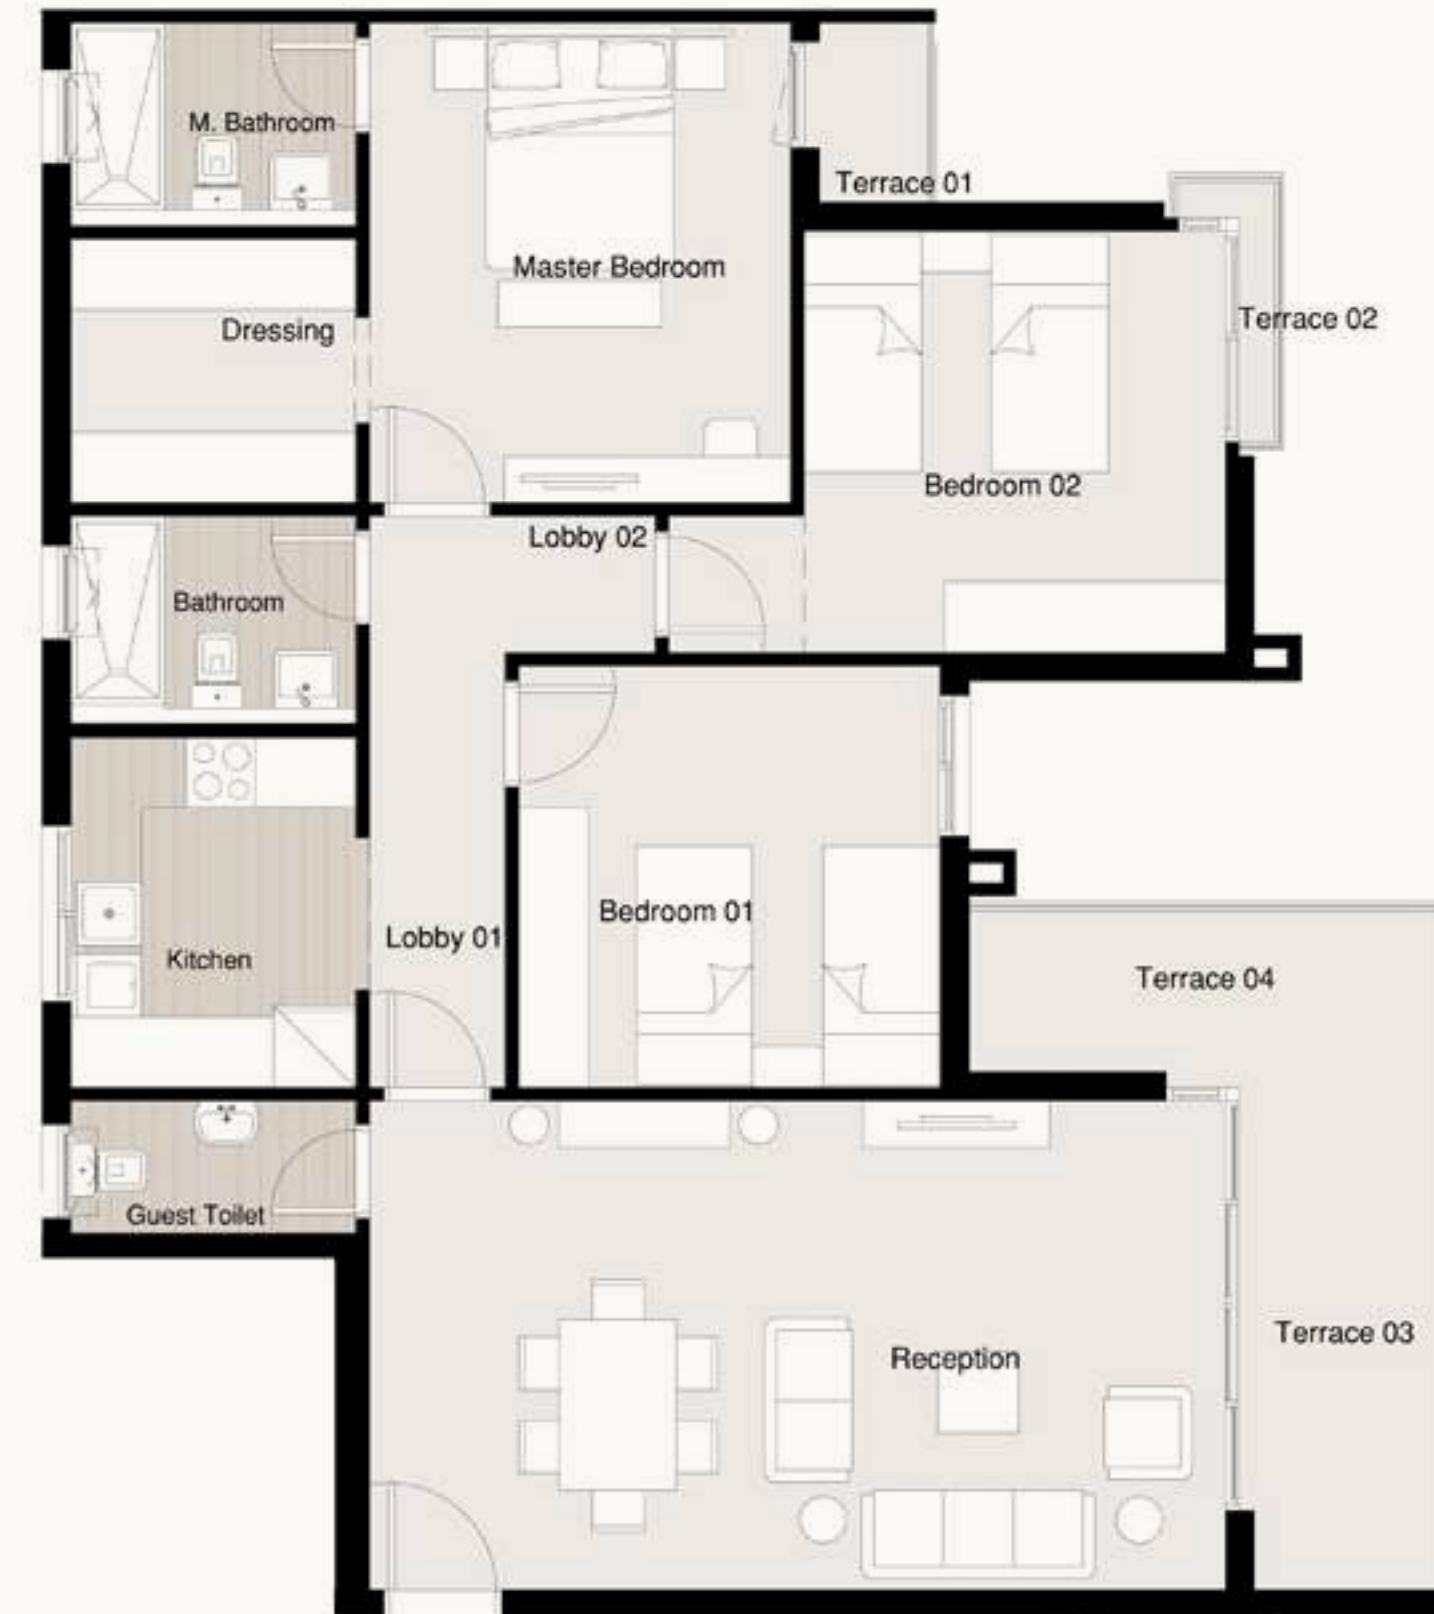 M. Bathroom
Terrace 01
Master Bedroom
Dressing
Terrace 02
Bedroom 02
Lobby 02
Bathroom
Bedroom 01
Lobby 01
Kitchen
Terrace 04
Guest Toilet
Terrace 03
Reception